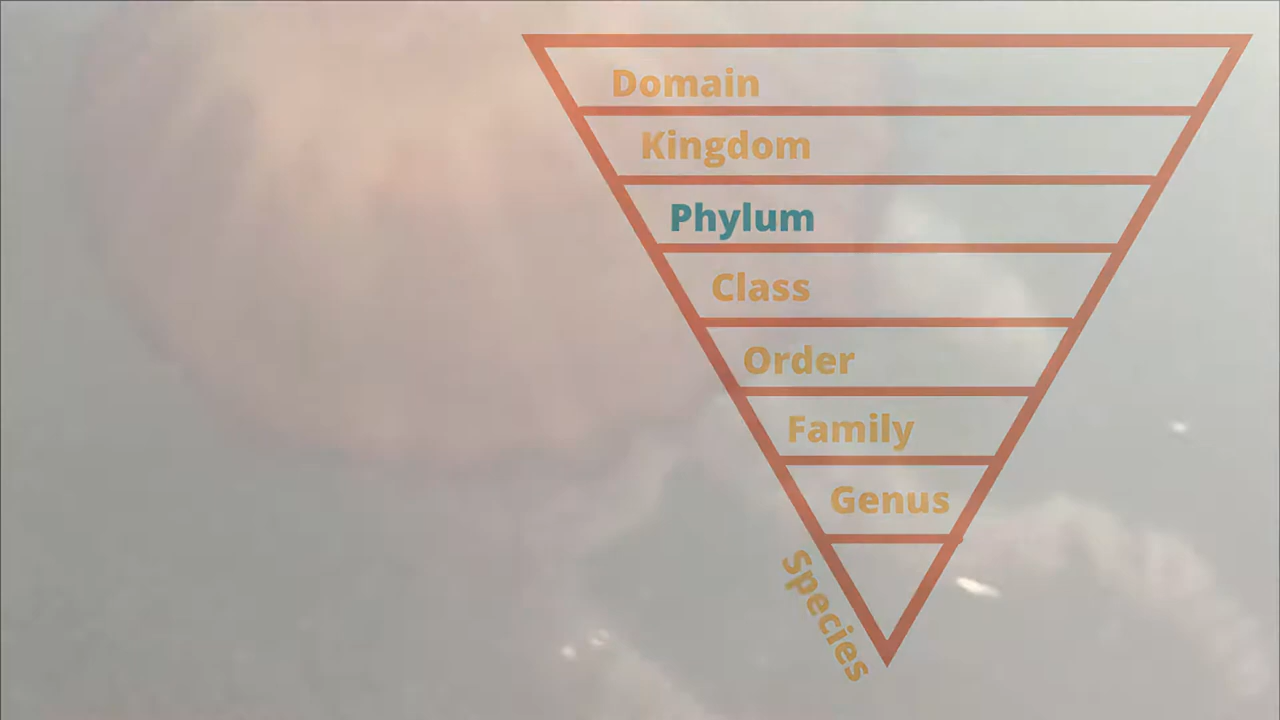 Domain
Kingdom
Phylum
Class
Order
Family
Genus
Species